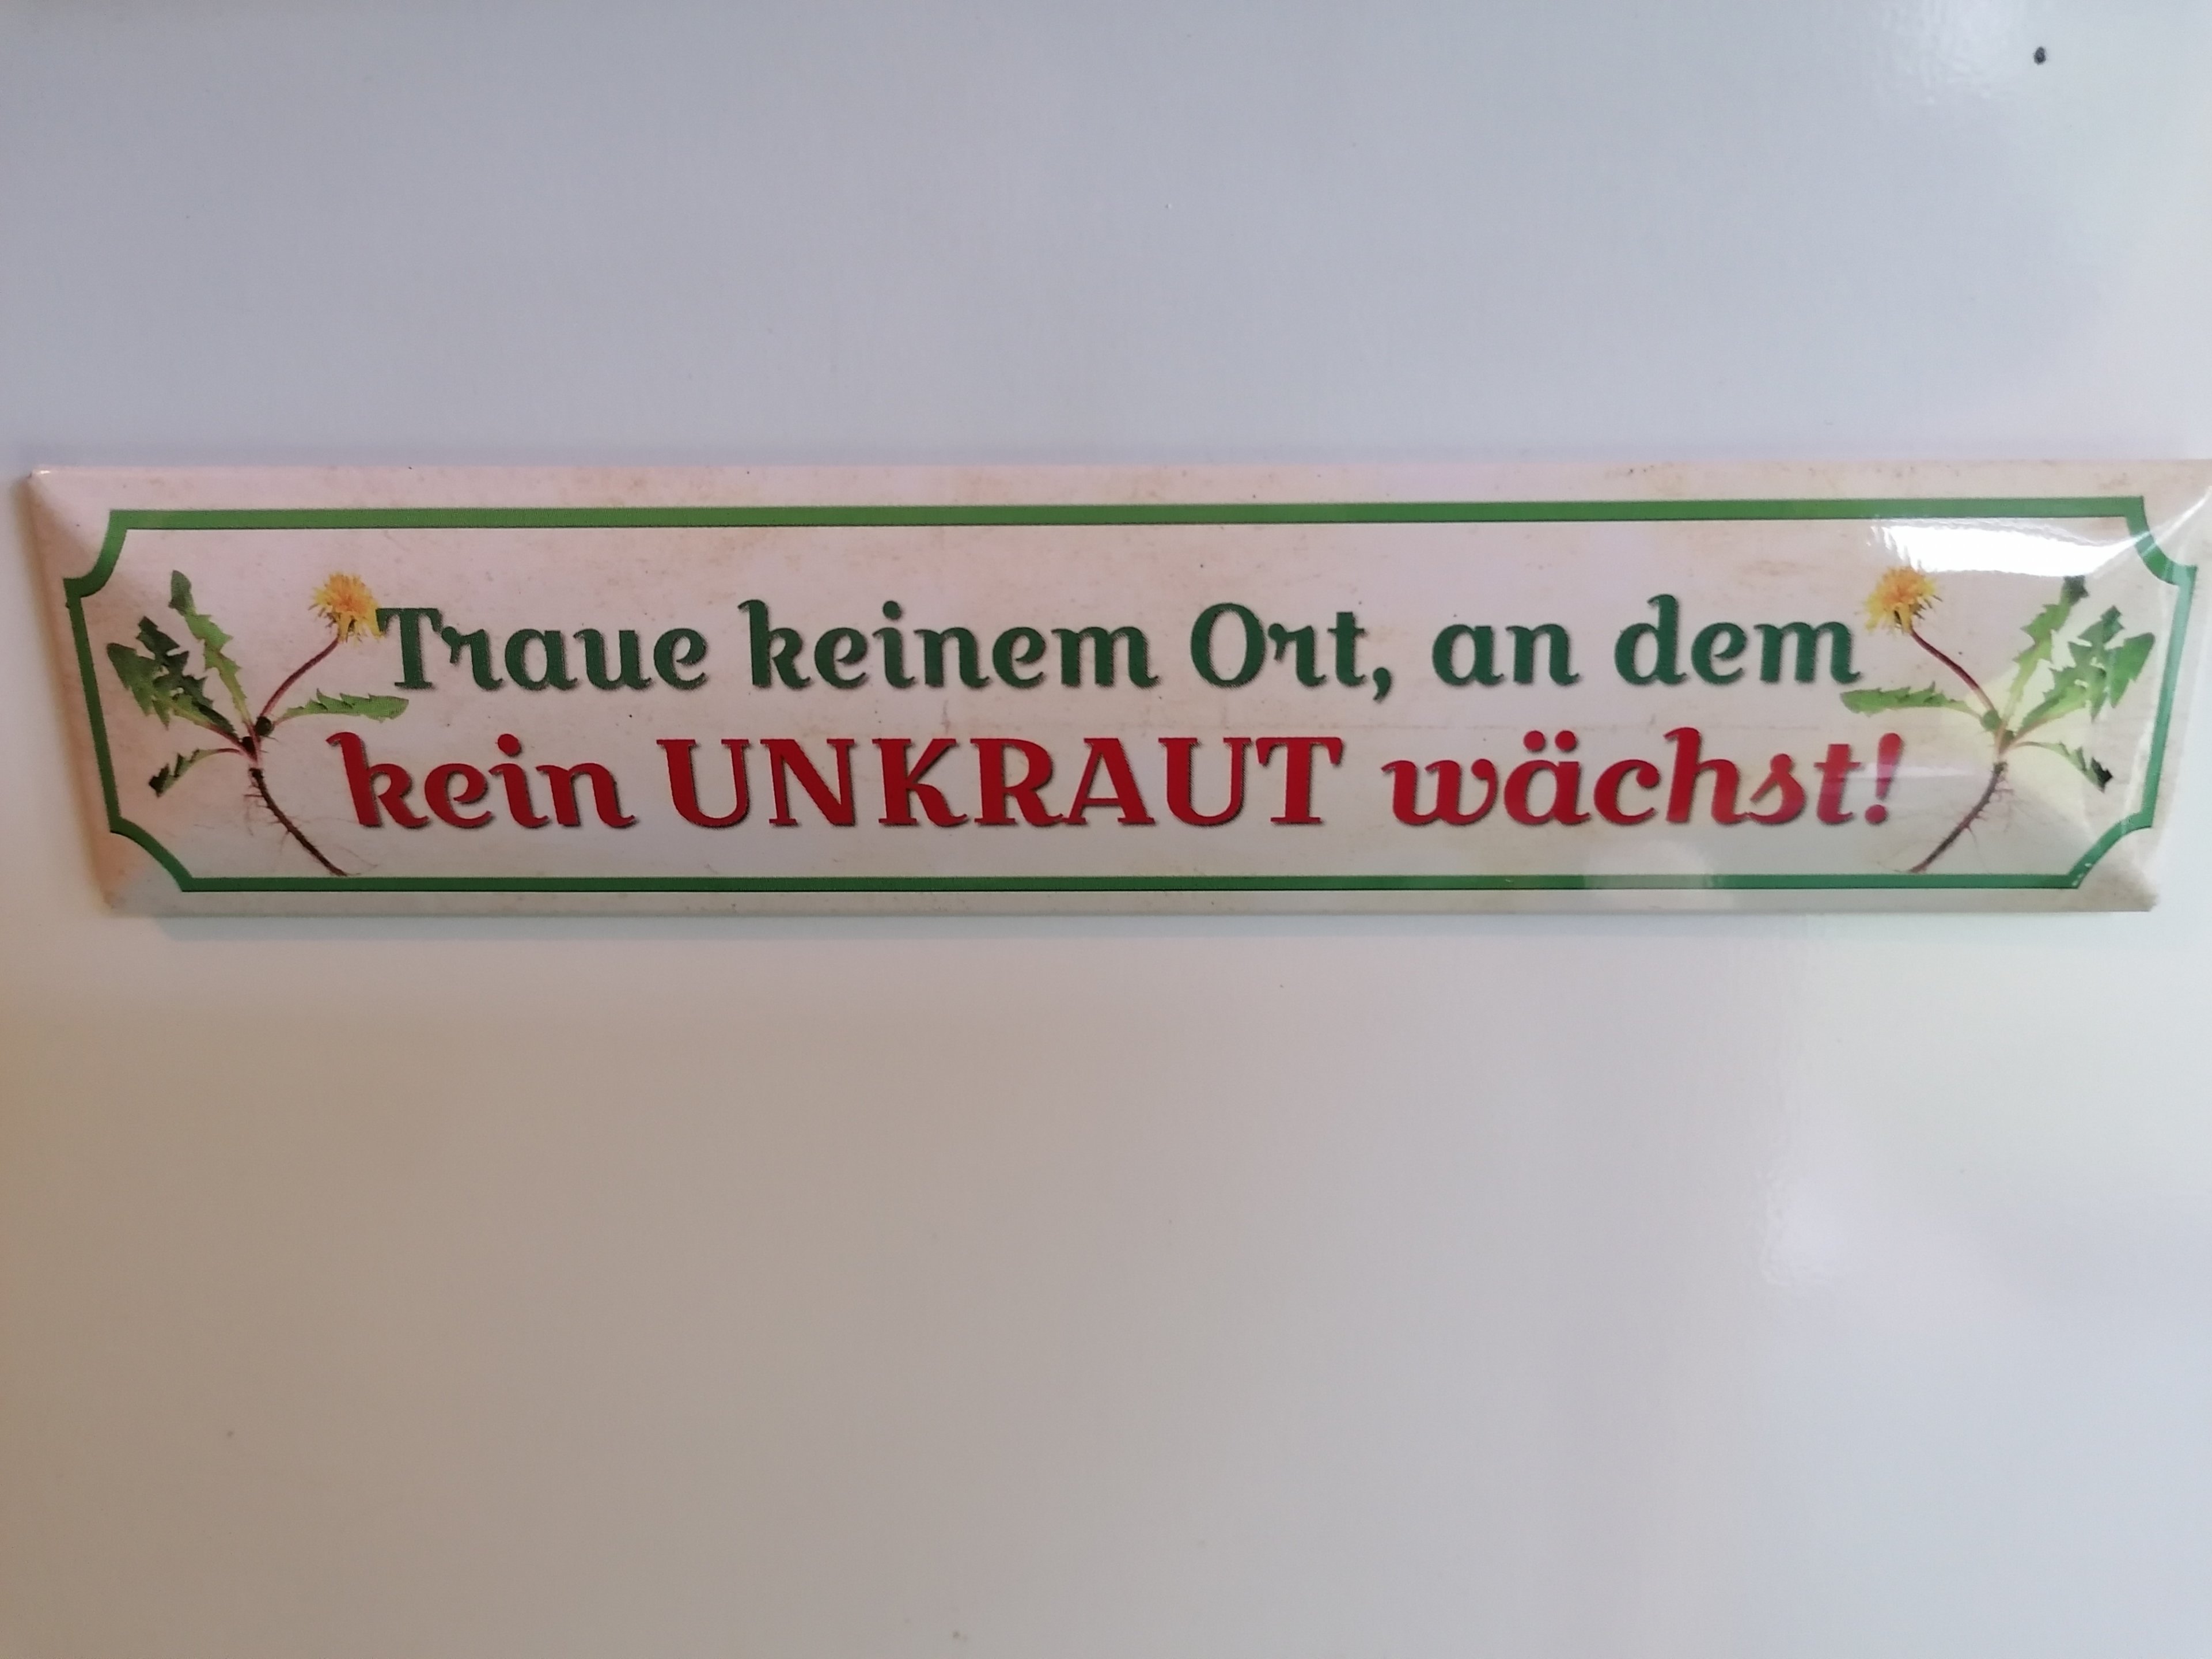 Traue keinem Ort, an dem
kein UNKRAUT wächst!